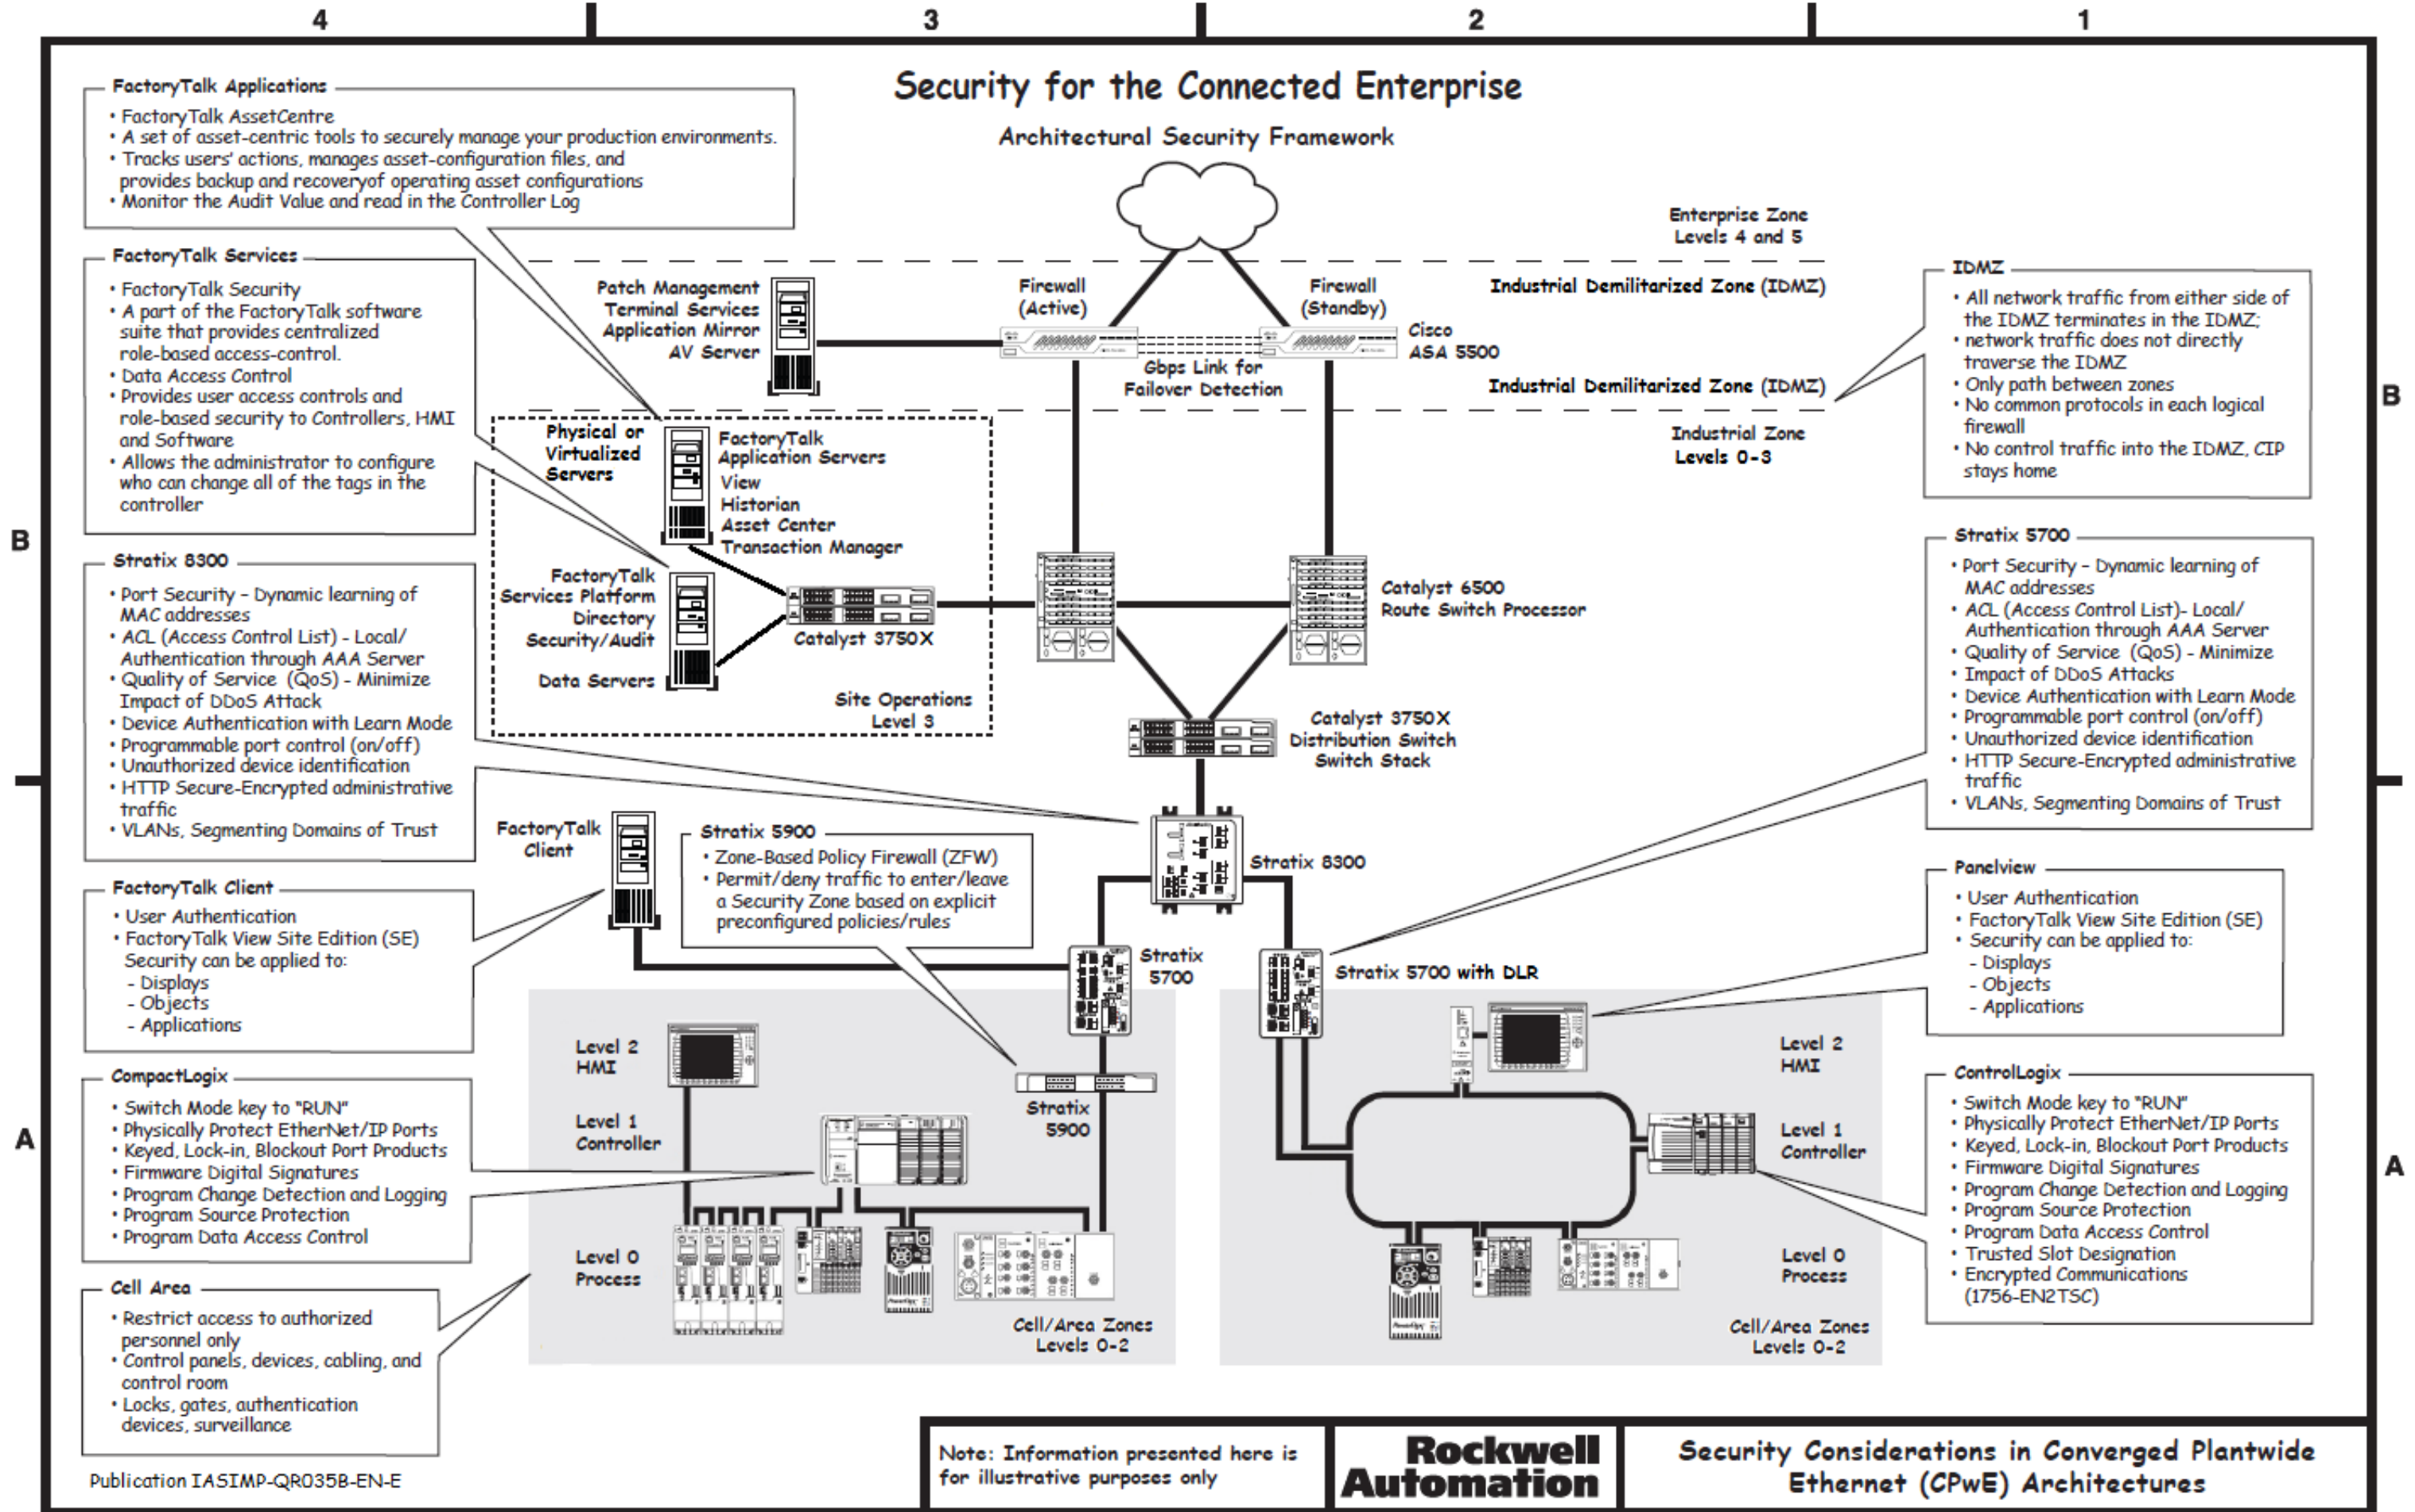 4
3
2
1
Security for the Connected Enterprise
Architectural Security Framework
FactoryTalk Applications
• FactoryTalk AssetCentre
• A set of asset-centric tools to securely manage your production environments.
• Tracks users' actions, manages asset-configuration files, and
provides backup and recoveryof operating asset configurations
• Monitor the Audit Value and read in the Controller Log
FactoryTalk Services
• FactoryTalk Security
• A part of the FactoryTalk software
suite that provides centralized
role-based access-control.
• Data Access Control
• Provides user access controls and
role-based security to Controllers, HMI
and Software
• Allows the administrator to configure
who can change all of the tags in the
controller
B
Stratix 8300
• Port Security – Dynamic learning of
MAC addresses
• ACL (Access Control List) - Local/
Authentication through AAA Server
• Quality of Service (QoS) - Minimize
Impact of DDoS Attack
• Device Authentication with Learn Mode
• Programmable port control (on/off)
• Unauthorized device identification
• HTTP Secure-Encrypted administrative
traffic
• VLANs, Segmenting Domains of Trust
FactoryTalk Client
• User Authentication
• FactoryTalk View Site Edition (SE)
Security can be applied to:
- Displays
- Objects
- Applications
A
CompactLogix
• Switch Mode key to "RUN"
• Physically Protect EtherNet/IP Ports
• Keyed, Lock-in, Blockout Port Products
• Firmware Digital Signatures
• Program Change Detection and Logging
• Program Source Protection
• Program Data Access Control
Cell Area
• Restrict access to authorized
personnel only
• Control panels, devices, cabling, and
control room
• Locks, gates, authentication
devices, surveillance
Publication IASIMP-QR035B-EN-E
Enterprise Zone
Levels 4 and 5
Patch Management
Terminal Services
Application Mirror
AV Server
Firewall
(Active)
Firewall
(Standby)
Industrial Demilitarized Zone (IDMZ)
Cisco
ASA 5500
Gbps Link for
Failover Detection
Industrial Demilitarized Zone (IDMZ)
Industrial Zone
Levels 0-3
Physical or
Virtualized
Servers
FactoryTalk
Application Servers
View
Historian
Asset Center
Transaction Manager
FactoryTalk
Services Platform
Directory
Security/Audit
Data Servers
Catalyst 3750X
Site Operations
Level 3
Catalyst 6500
Route Switch Processor
Catalyst 3750X
Distribution Switch
Switch Stack
FactoryTalk
Client
Stratix 5900
• Zone-Based Policy Firewall (ZFW)
• Permit/deny traffic to enter/leave
a Security Zone based on explicit
preconfigured policies/rules
Stratix 8300
Stratix
5700
Stratix 5700 with DLR
Level 2
HMI
Level 1
Controller
Stratix
5900
Level 0
Process
Cell/Area Zones
Levels 0-2
Level 2
HMI
Level 1
Controller
Level 0
Process
Cell/Area Zones
Levels 0-2
IDMZ
• All network traffic from either side of
the IDMZ terminates in the IDMZ;
• network traffic does not directly
traverse the IDMZ
• Only path between zones
• No common protocols in each logical
firewall
• No control traffic into the IDMZ, CIP
stays home
B
Stratix 5700
• Port Security – Dynamic learning of
MAC addresses
• ACL (Access Control List)- Local/
Authentication through AAA Server
• Quality of Service (QoS) - Minimize
• Impact of DDoS Attacks
• Device Authentication with Learn Mode
• Programmable port control (on/off)
• Unauthorized device identification
• HTTP Secure-Encrypted administrative
traffic
• VLANs, Segmenting Domains of Trust
Panelview
• User Authentication
• FactoryTalk View Site Edition (SE)
• Security can be applied to:
- Displays
- Objects
- Applications
ControlLogix
• Switch Mode key to "RUN"
• Physically Protect EtherNet/IP Ports
• Keyed, Lock-in, Blockout Port Products
• Firmware Digital Signatures
• Program Change Detection and Logging
• Program Source Protection
• Program Data Access Control
• Trusted Slot Designation
• Encrypted Communications
(1756-EN2TSC)
A
Note: Information presented here is
for illustrative purposes only
Rockwell
Automation
Security Considerations in Converged Plantwide
Ethernet (CPwE) Architectures